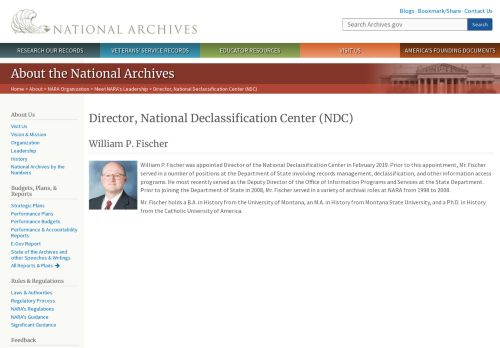 NATIONAL ARCHIVES
Blogs · Bookmark/Share · Contact Us
Search Archives.gov
Search
RESEARCH OUR RECORDS
VETERANS' SERVICE RECORDS
EDUCATOR RESOURCES
VISIT US
AMERICA'S FOUNDING DOCUMENTS
About the National Archives
Home > About > NARA Organization > Meet NARA's Leadership > Director, National Declassification Center (NDC)
About Us
Visit Us
Vision & Mission
Organization
Leadership
History
National Archives by the
Numbers
Budgets, Plans, &
Reports
Strategic Plans
Performance Plans
Performance Budgets
Performance & Accountability
Reports
E-Gov Report
State of the Archives and
other Speeches & Writings
All Reports & Plans
Rules & Regulations
Laws & Authorities
Regulatory Process
NARA's Regulations
NARA's Guidance
Significant Guidance
Feedback
Director, National Declassification Center (NDC)
William P. Fischer
William P. Fischer was appointed Director of the National Declassification Center in February 2019. Prior to this appointment, Mr. Fischer
served in a number of positions at the Department of State involving records management, declassification, and other information access
programs. He most recently served as the Deputy Director of the Office of Information Programs and Services at the State Department.
Prior to joining the Department of State in 2008, Mr. Fischer served in a variety of archival roles at NARA from 1998 to 2008.
Mr. Fischer holds a B.A. in History from the University of Montana, an M.A. in History from Montana State University, and a Ph.D. in History
from the Catholic University of America.